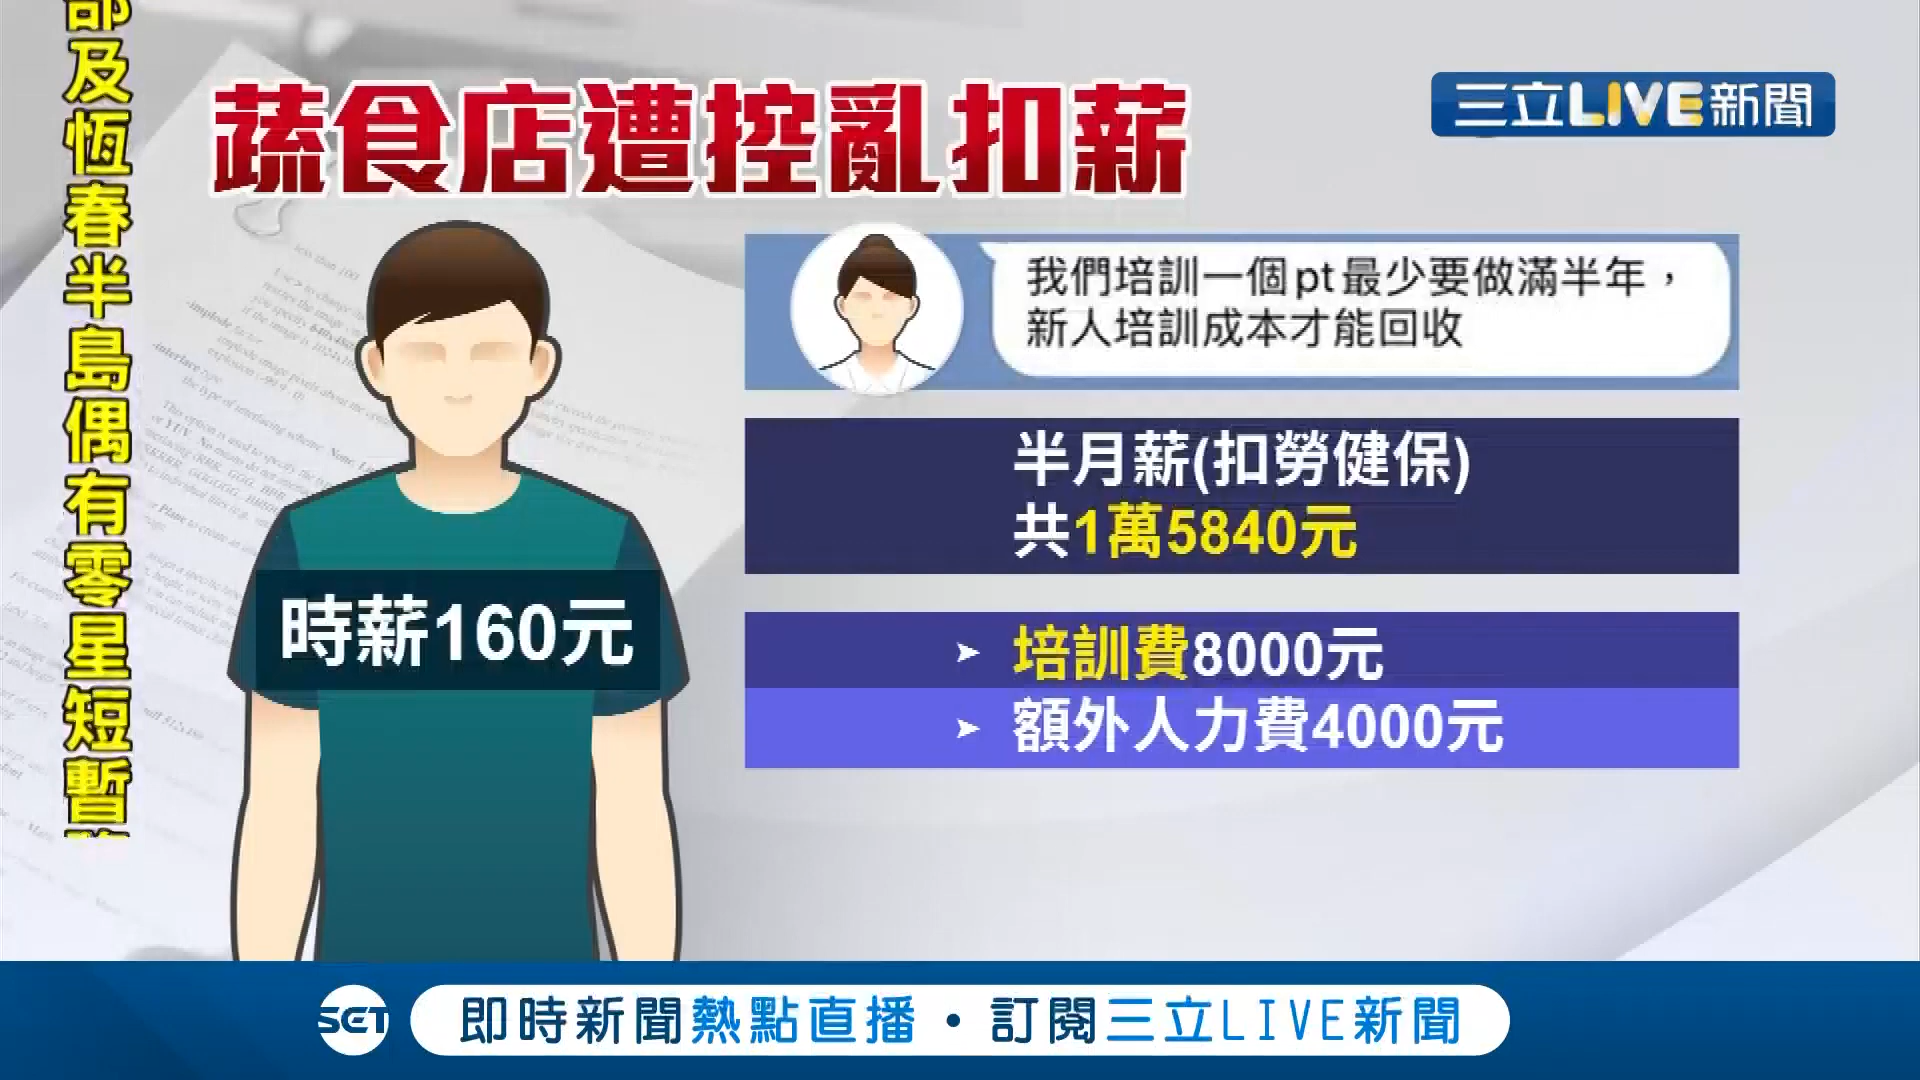 蔬食店遭控亂扣薪
三立LIVE新聞
部及恆春半島偶有零星短暫
我們培訓一個pt最少要做滿半年，
新人培訓成本才能回收
半月薪(扣勞健保)
共1萬5840元
時薪160元
➤ 培訓費8000元
➤ 額外人力費4000元
SET
即時新聞熱點直播・訂閱三立LIVE新聞